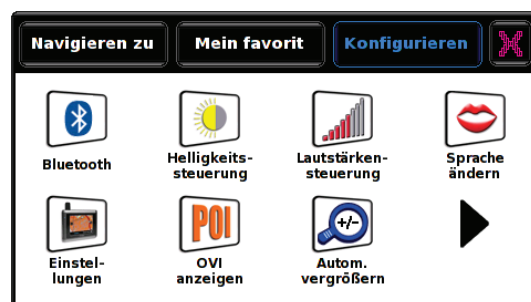 Navigieren zu
Mein favorit
Konfigurieren
Bluetooth
Helligkeits-
steuerung
Lautstärken-
steuerung
Sprache
ändern
POI
+/-
Einstel-
lungen
OVI
anzeigen
Autom.
vergrößern